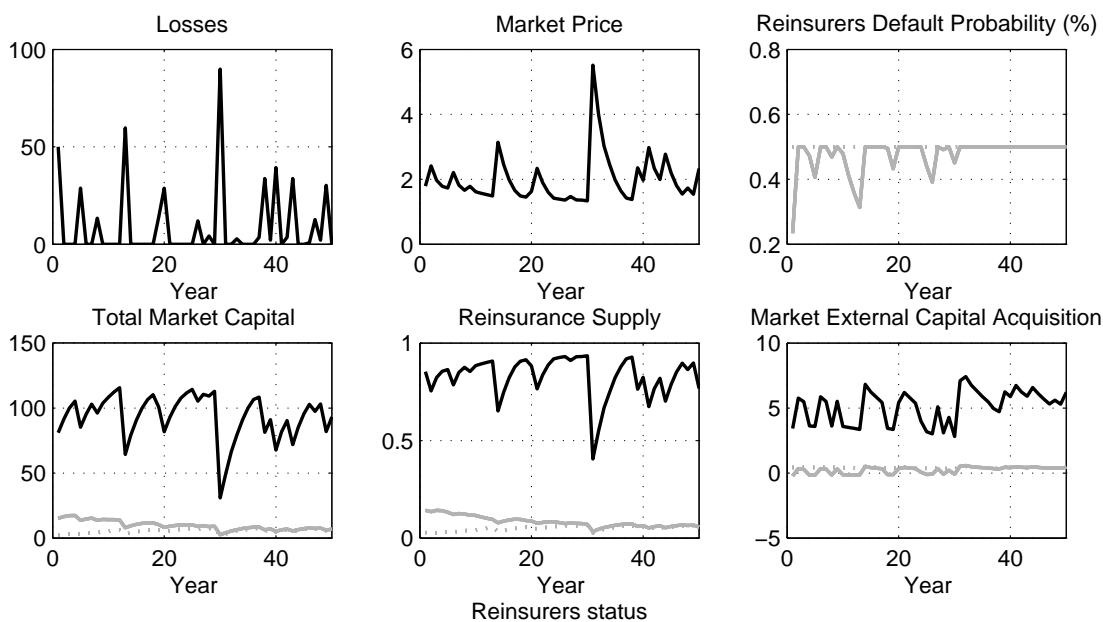 Losses
Market Price
Reinsurers Default Probability (%)
100
50
0
0 20 40
Year
6
4
2
0
0 20 40
Year
0.8
0.6
0.4
0.2
0 20 40
Year
Total Market Capital
Reinsurance Supply
Market External Capital Acquisition
150
100
50
0
0 20 40
Year
1
0.5
0
0 20 40
Year
10
5
0
−5
0 20 40
Year
Reinsurers status